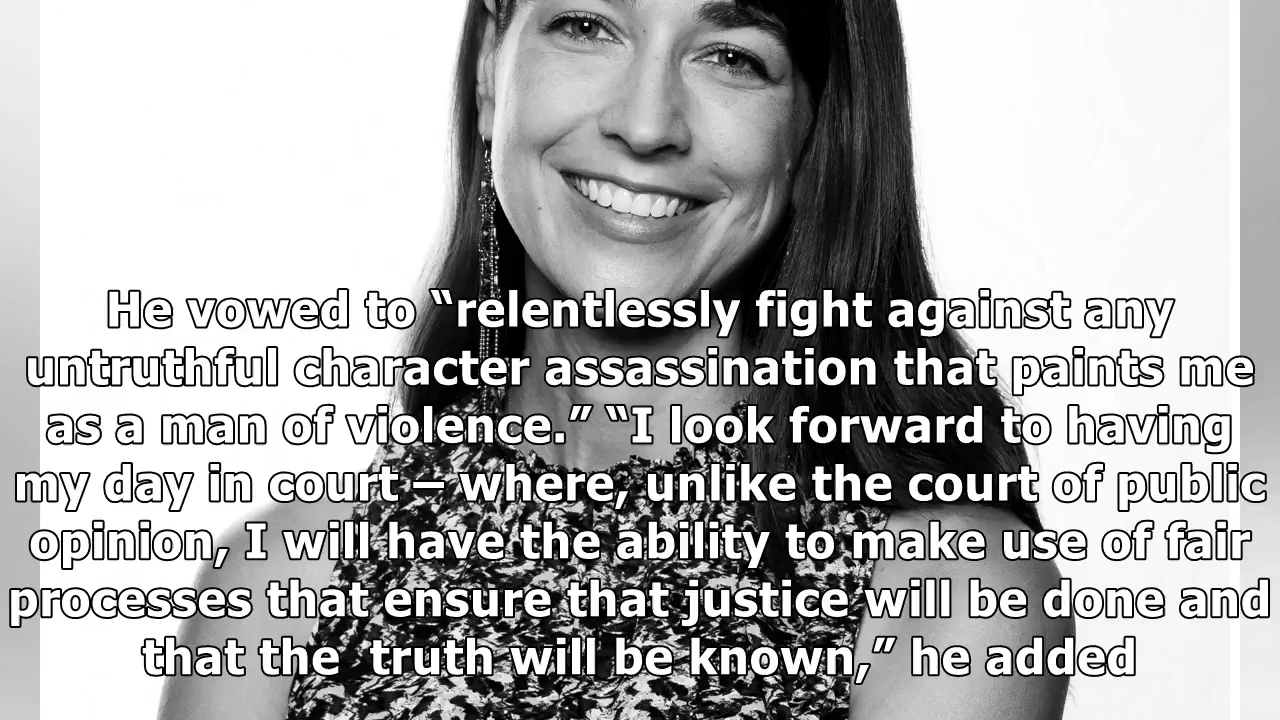 He vowed to “relentlessly fight against any
untruthful character assassination that paints me
as a man of violence.” “I look forward to having
my day in court – where, unlike the court of public
opinion, I will have the ability to make use of fair
processes that ensure that justice will be done and
that the  truth will be known,” he added